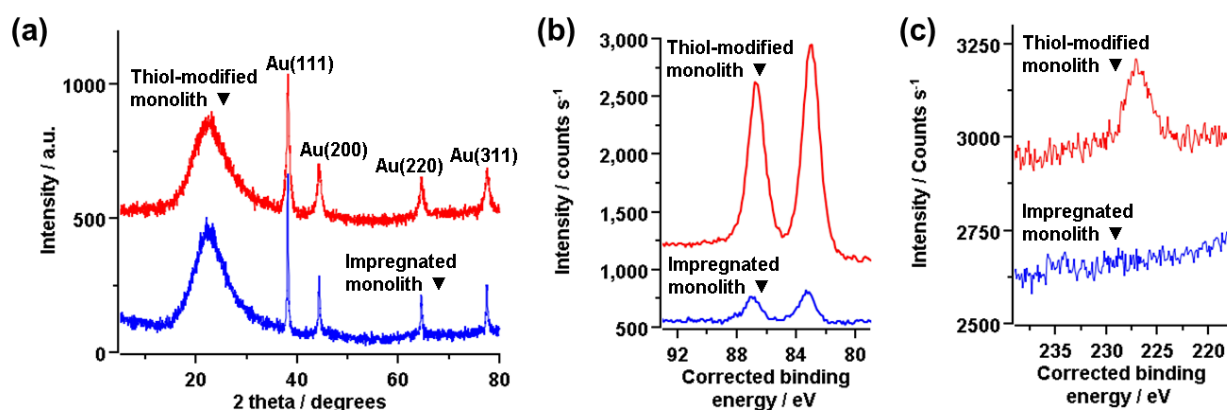 (a)
Intensity / a.u.
1000
500
0
Thiol-modified
monolith ▼
Au(111)
Au(200)
Au(220)
Au(311)
Impregnated
monolith ▼
20
40
60
80
2 theta / degrees
(b)
Intensity / counts s⁻¹
3,000
2,500
2,000
1,500
1,000
500
Thiol-modified
monolith ▼
Impregnated
monolith ▼
92
88
84
80
Corrected binding
energy / eV
(c)
Intensity / Counts s⁻¹
3250
3000
2750
2500
Thiol-modified
monolith ▼
Impregnated
monolith ▼
235
230
225
220
Corrected binding
energy / eV